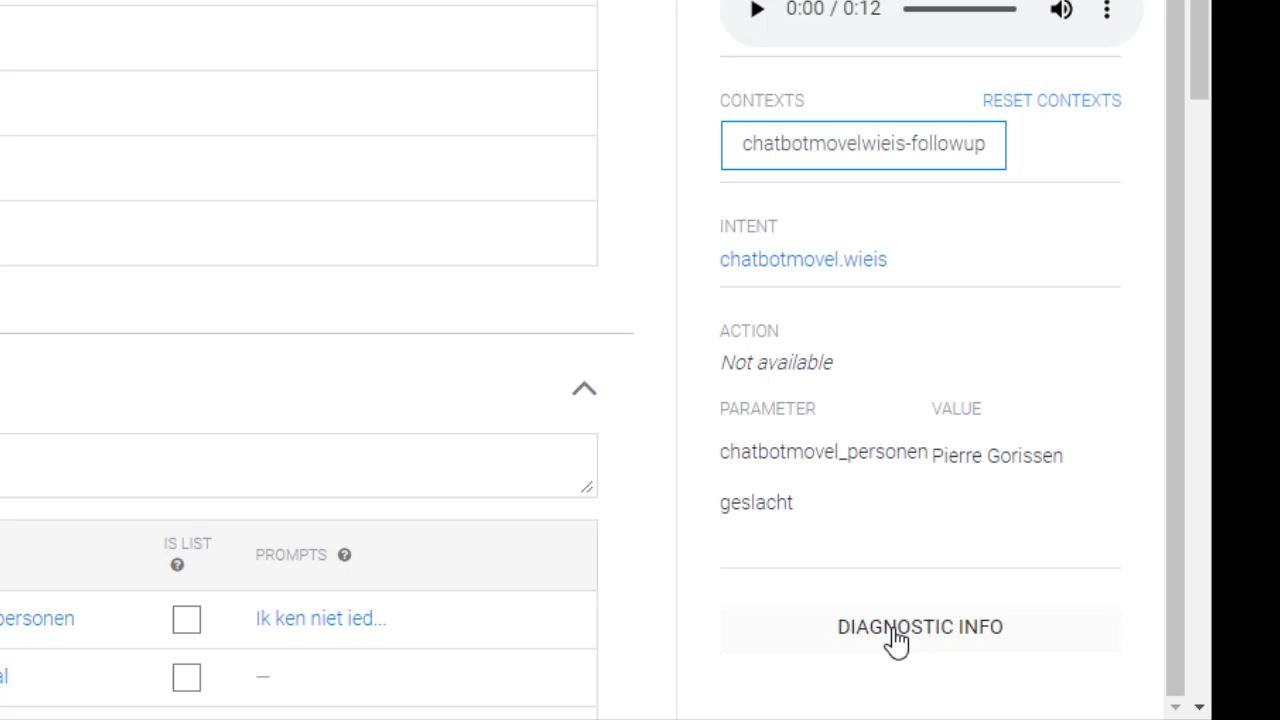 0:00 / 0:12
CONTEXTS RESET CONTEXTS
chatbotmovelwieis-followup
INTENT
chatbotmovel.wieis
ACTION
Not available
PARAMETER VALUE
chatbotmovel_personen Pierre Gorissen
geslacht
IS LIST PROMPTS
personen Ik ken niet ied...
al —
DIAGNOSTIC INFO